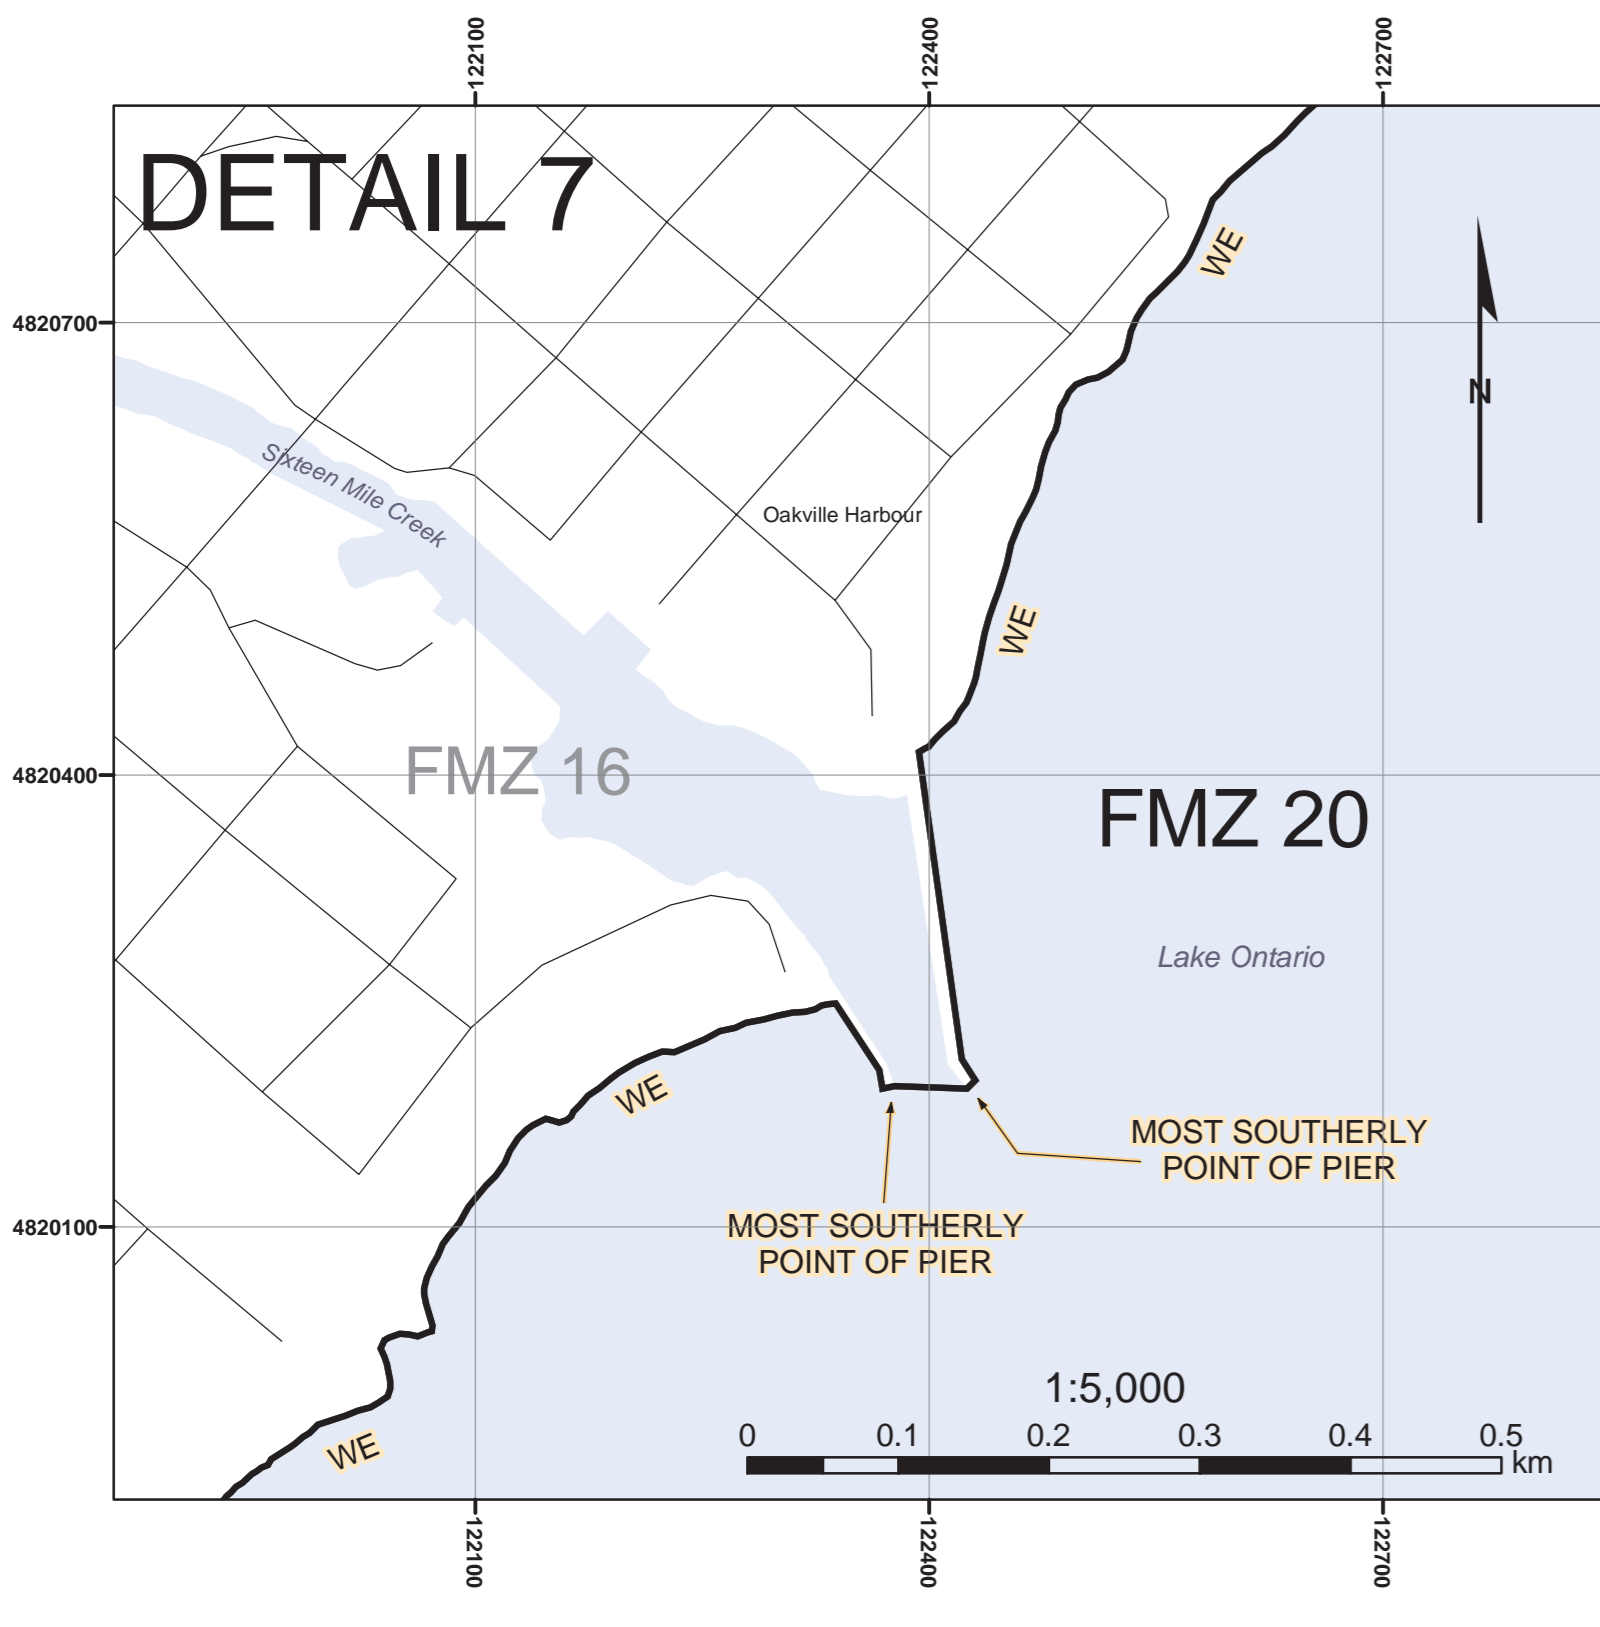 122100
122400
122700
DETAIL 7
WE
4820700
N
Sixteen Mile Creek
Oakville Harbour
WE
FMZ 16
4820400
FMZ 20
Lake Ontario
WE
MOST SOUTHERLY
POINT OF PIER
MOST SOUTHERLY
POINT OF PIER
4820100
1:5,000
0 0.1 0.2 0.3 0.4 0.5
km
WE
122100
122400
122700